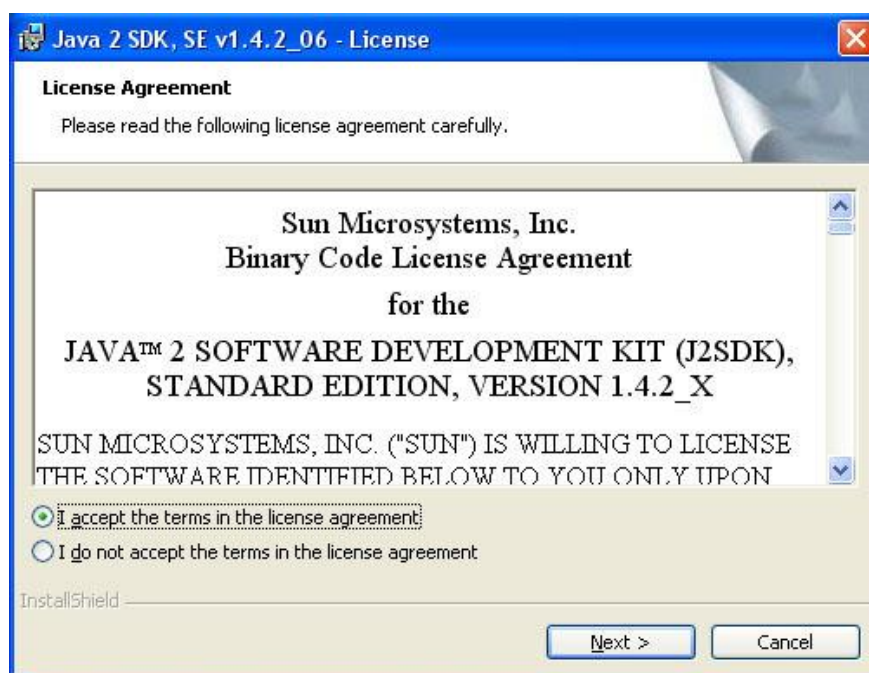 Java 2 SDK, SE v1.4.2_06 - License
License Agreement
Please read the following license agreement carefully.
Sun Microsystems, Inc.
Binary Code License Agreement
for the
JAVA™ 2 SOFTWARE DEVELOPMENT KIT (J2SDK),
STANDARD EDITION, VERSION 1.4.2_X
SUN MICROSYSTEMS, INC. ("SUN") IS WILLING TO LICENSE
THE SOFTWARE IDENTIFIED BELOW TO YOU ONLY UPON
I accept the terms in the license agreement
I do not accept the terms in the license agreement
InstallShield
Next >
Cancel